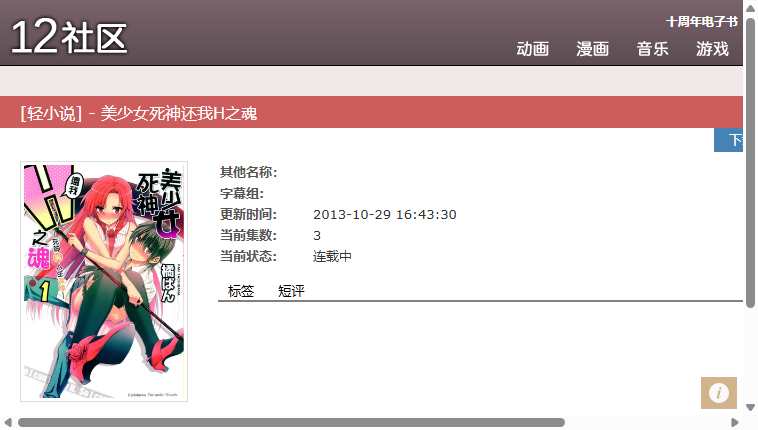 12社区
十周年电子书
动画 漫画 音乐 游戏
[轻小说] - 美少女死神还我H之魂
下
其他名称:
字幕组:
更新时间: 2013-10-29 16:43:30
当前集数: 3
当前状态: 连载中
标签 短评
美少女
死神
還我
H
之魂
1
橘ぱん
i